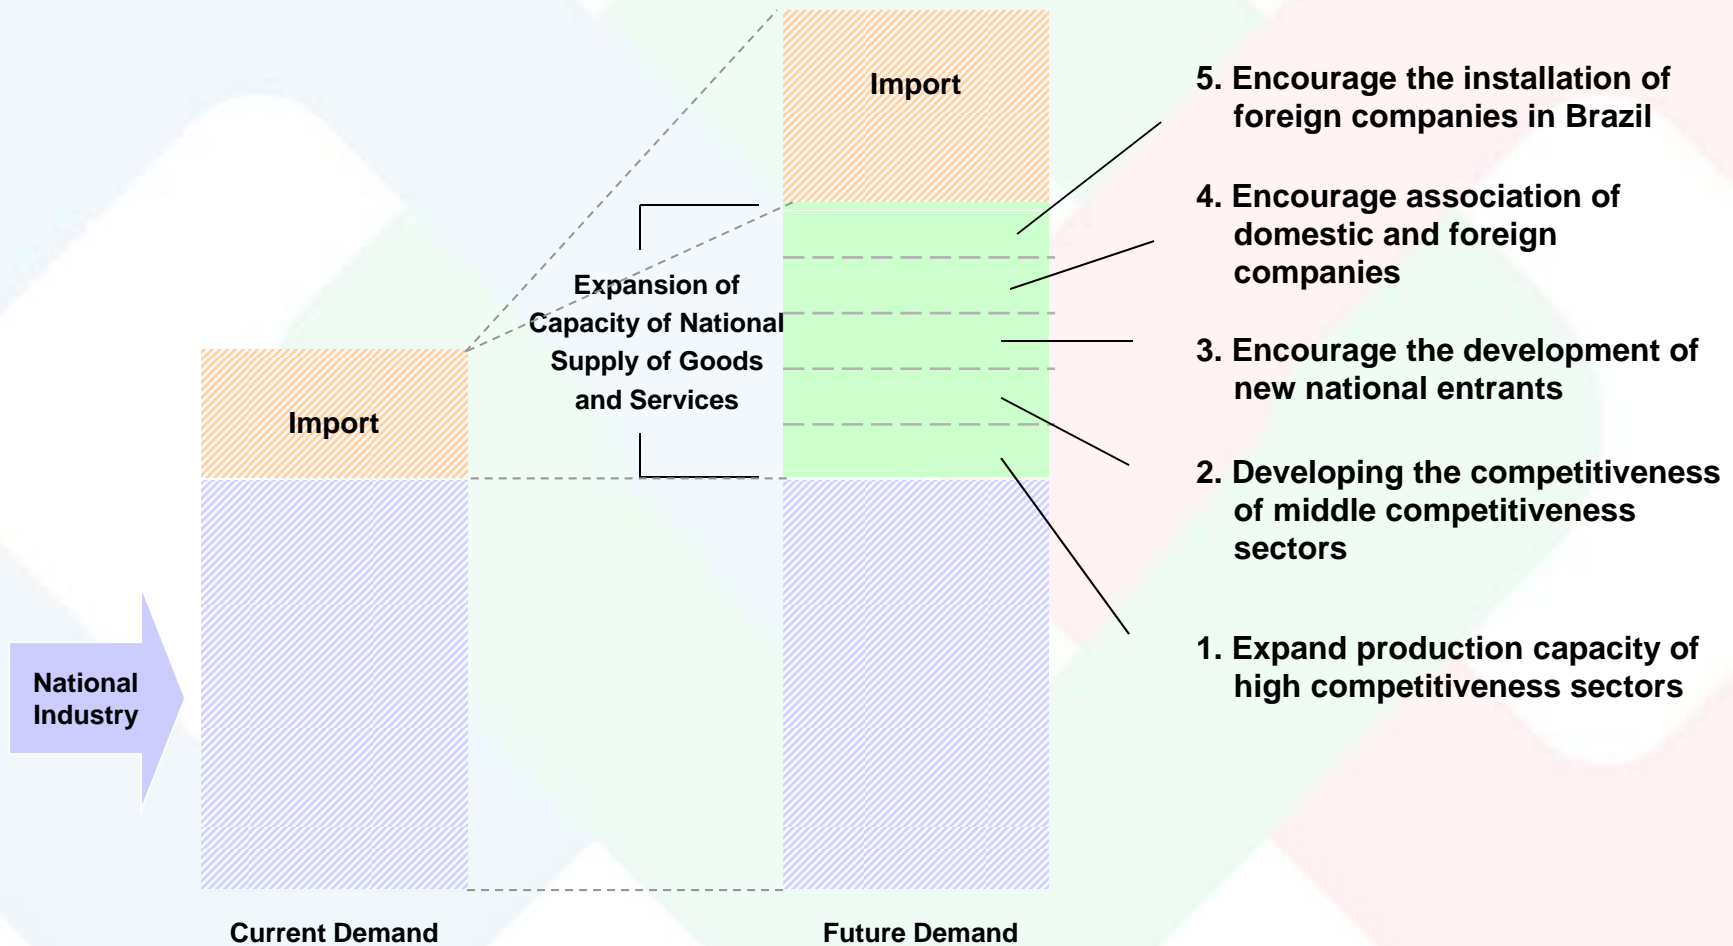 Import
5. Encourage the installation of
foreign companies in Brazil
4. Encourage association of
domestic and foreign
companies
Expansion of
Capacity of National
Supply of Goods
and Services
3. Encourage the development of
new national entrants
Import
2. Developing the competitiveness
of middle competitiveness
sectors
1. Expand production capacity of
high competitiveness sectors
National
Industry
Current Demand
Future Demand